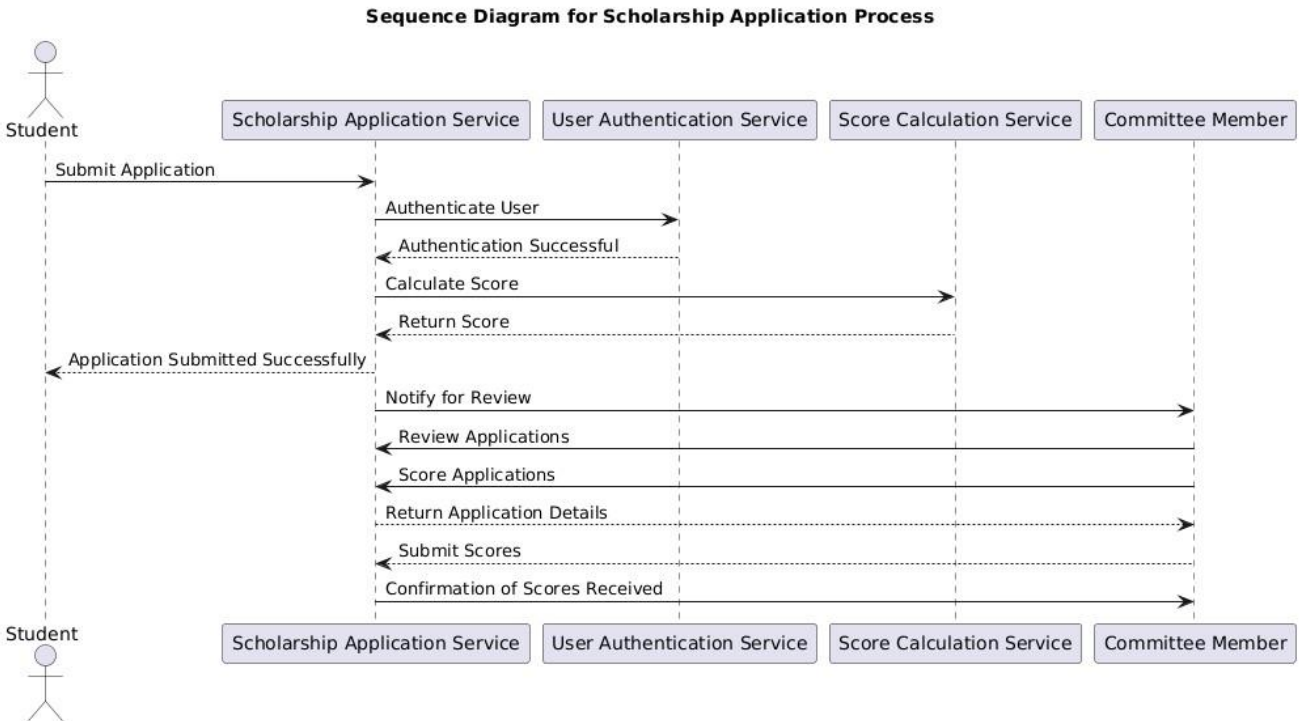 Sequence Diagram for Scholarship Application Process
Student
Scholarship Application Service
User Authentication Service
Score Calculation Service
Committee Member
Submit Application
Authenticate User
Authentication Successful
Calculate Score
Return Score
Application Submitted Successfully
Notify for Review
Review Applications
Score Applications
Return Application Details
Submit Scores
Confirmation of Scores Received
Student
Scholarship Application Service
User Authentication Service
Score Calculation Service
Committee Member